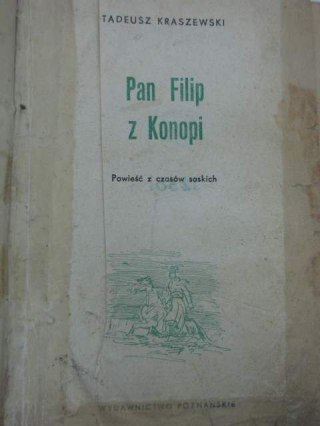 TADEUSZ KRASZEWSKI
Pan Filip
z Konopi
Powieść z czasów saskich
WYDAWNICTWO POZNAŃSKIE